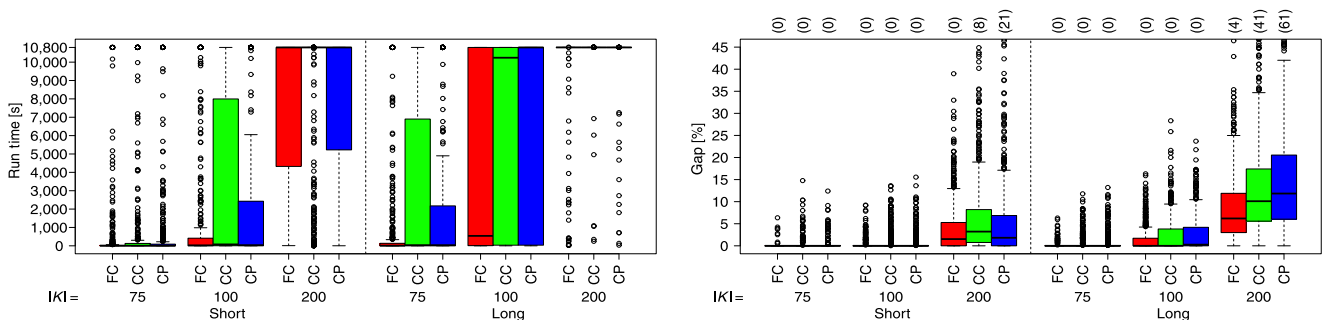 (0) (0) (0) (0) (0) (0) (0) (8) (21) (0) (0) (0) (0) (0) (0) (4) (41) (61)
Run time [s]
10,800
10,000
9,000
8,000
7,000
6,000
5,000
4,000
3,000
2,000
1,000
0
FC CC CP FC CC CP FC CC CP FC CC CP FC CC CP FC CC CP
|K|= 75 100 200 75 100 200
Short Long
Gap [%]
45
40
35
30
25
20
15
10
5
0
FC CC CP FC CC CP FC CC CP FC CC CP FC CC CP FC CC CP
|K|= 75 100 200 75 100 200
Short Long